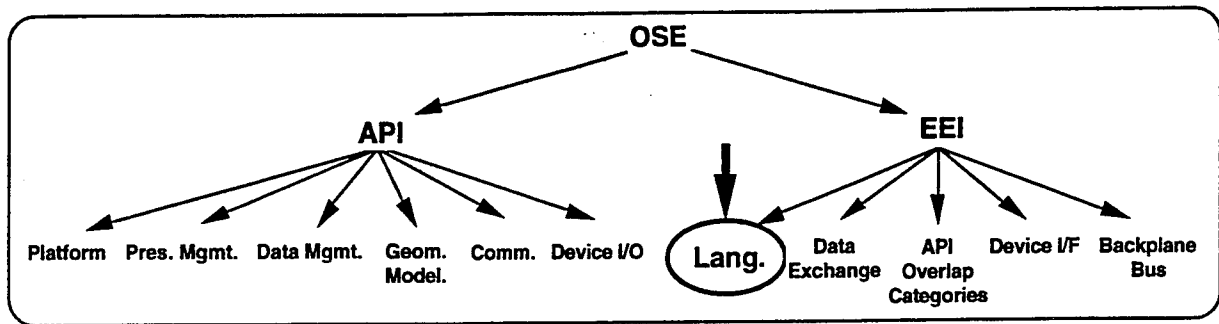 OSE
API
EEI
Platform
Pres. Mgmt.
Data Mgmt.
Geom.
Model.
Comm.
Device I/O
Lang.
Data
Exchange
API
Overlap
Categories
Device I/F
Backplane
Bus